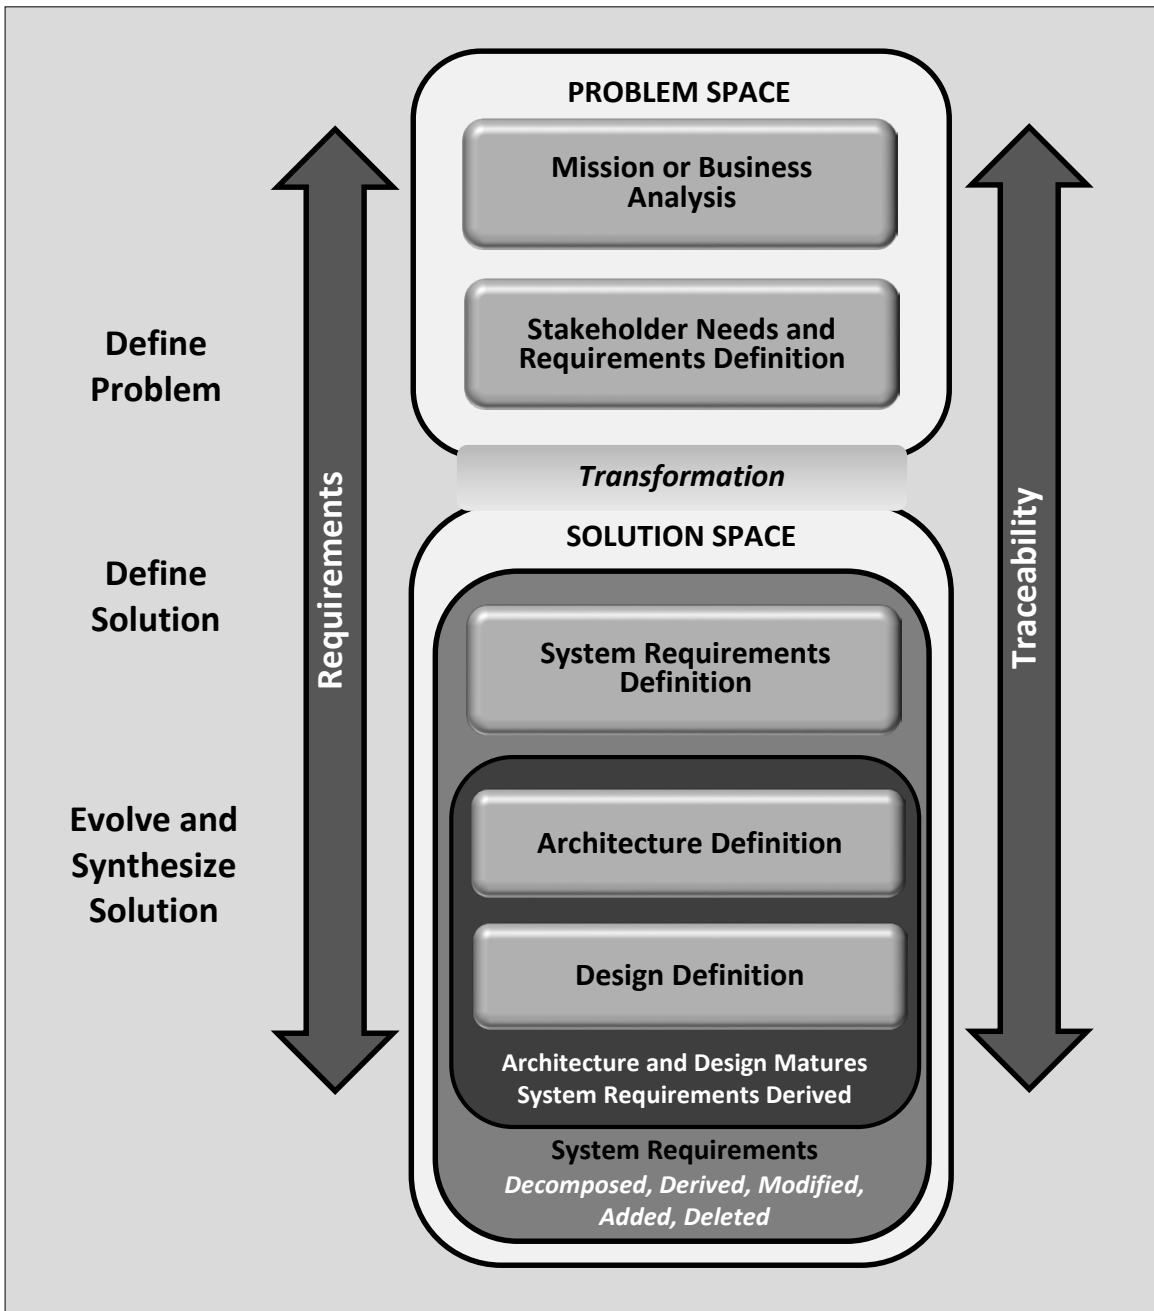 PROBLEM SPACE
Mission or Business
Analysis
Stakeholder Needs and
Requirements Definition
Define
Problem
Transformation
Requirements
Traceability
SOLUTION SPACE
Define
Solution
System Requirements
Definition
Evolve and
Synthesize
Solution
Architecture Definition
Design Definition
Architecture and Design Matures
System Requirements Derived
System Requirements
Decomposed, Derived, Modified,
Added, Deleted